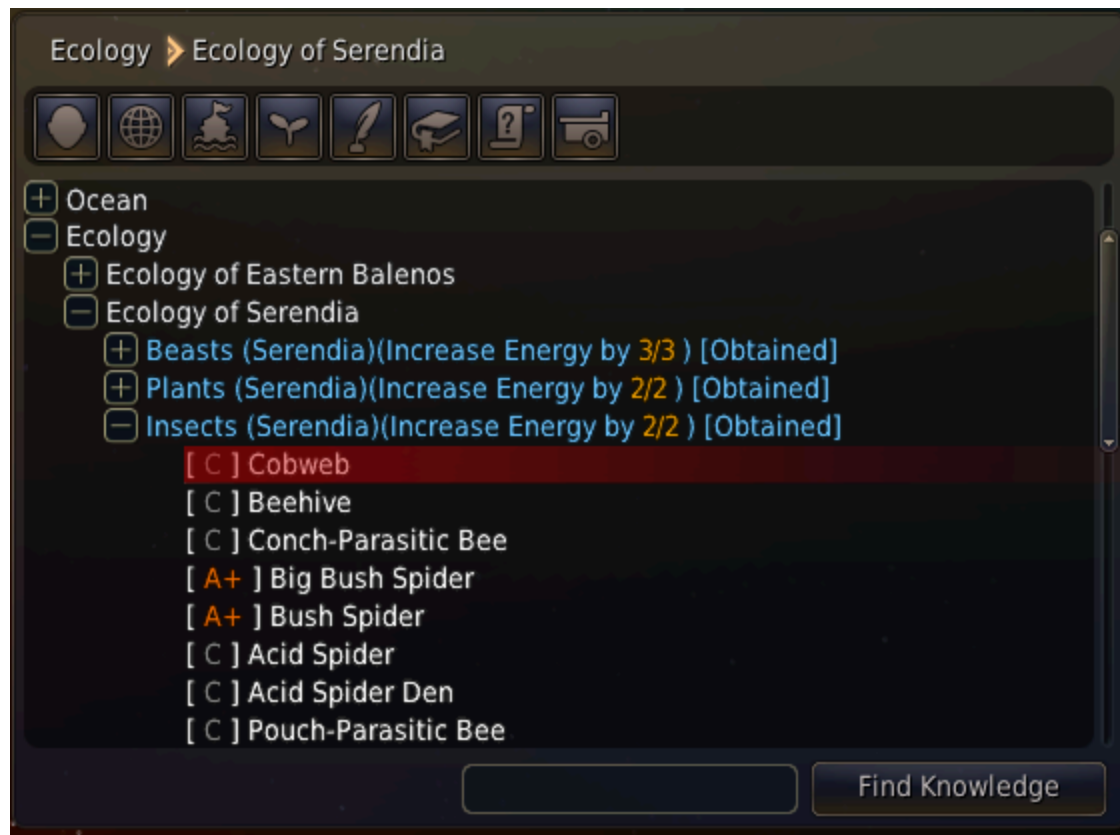 Ecology Ecology of Serendia
?
+ Ocean
- Ecology
+ Ecology of Eastern Balenos
- Ecology of Serendia
+ Beasts (Serendia)(Increase Energy by 3/3 ) [Obtained]
+ Plants (Serendia)(Increase Energy by 2/2 ) [Obtained]
- Insects (Serendia)(Increase Energy by 2/2 ) [Obtained]
[ C ] Cobweb
[ C ] Beehive
[ C ] Conch-Parasitic Bee
[ A+ ] Big Bush Spider
[ A+ ] Bush Spider
[ C ] Acid Spider
[ C ] Acid Spider Den
[ C ] Pouch-Parasitic Bee
Find Knowledge